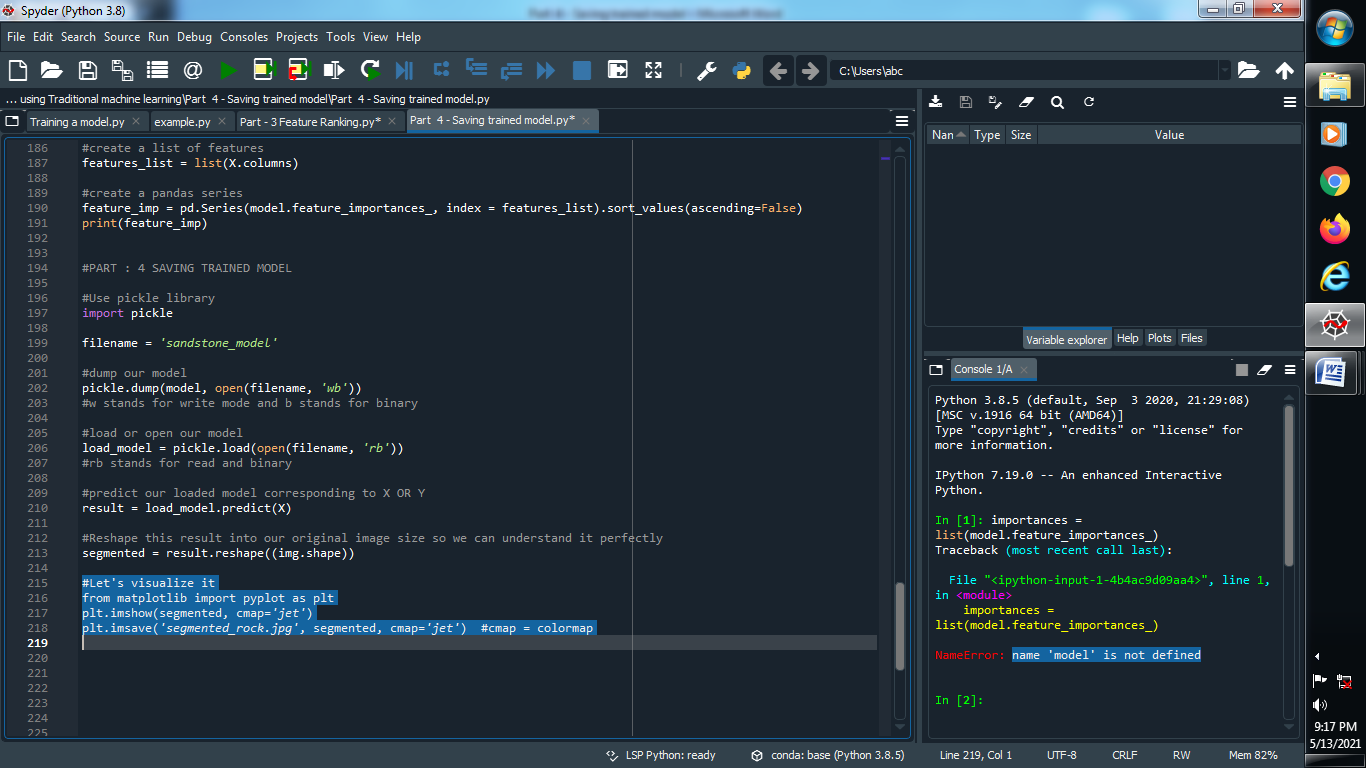 Spyder (Python 3.8)
File Edit Search Source Run Debug Consoles Projects Tools View Help
C:\Users\abc
... using Traditional machine learning\Part 4 - Saving trained model\Part 4 - Saving trained model.py
Training a model.py example.py Part - 3 Feature Ranking.py* Part 4 - Saving trained model.py*
186 #create a list of features
187 features_list = list(X.columns)
188
189 #create a pandas series
190 feature_imp = pd.Series(model.feature_importances_, index = features_list).sort_values(ascending=False)
191 print(feature_imp)
192
193
194 #PART : 4 SAVING TRAINED MODEL
195
196 #Use pickle library
197 import pickle
198
199 filename = 'sandstone_model'
200
201 #dump our model
202 pickle.dump(model, open(filename, 'wb'))
203 #w stands for write mode and b stands for binary
204
205 #load or open our model
206 load_model = pickle.load(open(filename, 'rb'))
207 #rb stands for read and binary
208
209 #predict our loaded model corresponding to X OR Y
210 result = load_model.predict(X)
211
212 #Reshape this result into our original image size so we can understand it perfectly
213 segmented = result.reshape((img.shape))
214
215 #Let's visualize it
216 from matplotlib import pyplot as plt
217 plt.imshow(segmented, cmap='jet')
218 plt.imsave('segmented_rock.jpg', segmented, cmap='jet') #cmap = colormap
219
220
221
222
223
224
225
Nan Type Size Value
Variable explorer Help Plots Files
Console 1/A
Python 3.8.5 (default, Sep 3 2020, 21:29:08)
[MSC v.1916 64 bit (AMD64)]
Type "copyright", "credits" or "license" for
more information.
IPython 7.19.0 -- An enhanced Interactive
Python.
In [1]: importances =
list(model.feature_importances_)
Traceback (most recent call last):
File "<ipython-input-1-4b4ac9d09aa4>", line 1,
in <module>
importances =
list(model.feature_importances_)
NameError: name 'model' is not defined
In [2]:
LSP Python: ready conda: base (Python 3.8.5) Line 219, Col 1 UTF-8 CRLF RW Mem 82%
9:17 PM
5/13/2021